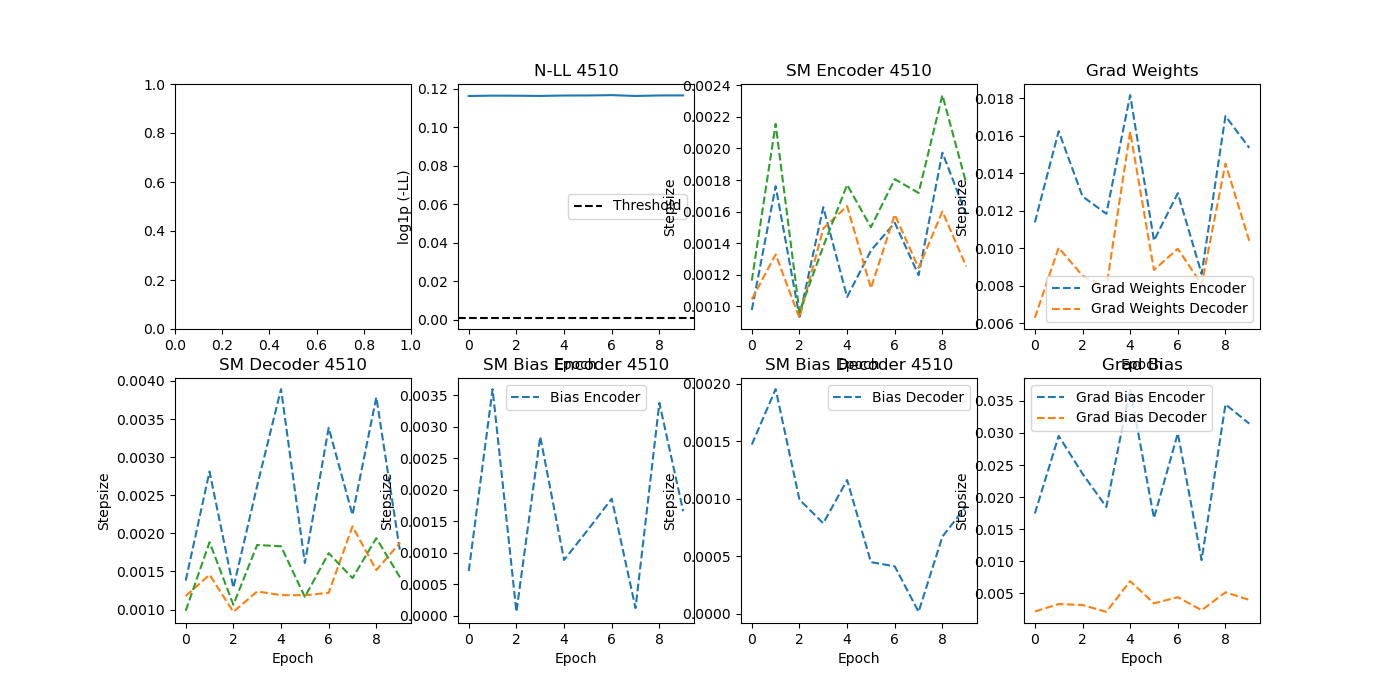 N-LL 4510
SM Encoder 4510
Grad Weights
1.0
0.8
0.6
0.4
0.2
0.0
0.0 0.2 0.4 0.6 0.8 1.0
log1p (-LL)
0.12
0.10
0.08
0.06
0.04
0.02
0.00
Threshold
0 2 4 6 8
Epoch
Stepsize
0.0024
0.0022
0.0020
0.0018
0.0016
0.0014
0.0012
0.0010
0 2 4 6 8
Epoch
Stepsize
0.018
0.016
0.014
0.012
0.010
0.008
0.006
Grad Weights Encoder
Grad Weights Decoder
0 2 4 6 8
Epoch
SM Decoder 4510
SM Bias Encoder 4510
SM Bias Decoder 4510
Grad Bias
Stepsize
0.0040
0.0035
0.0030
0.0025
0.0020
0.0015
0.0010
0 2 4 6 8
Epoch
Stepsize
0.0035
0.0030
0.0025
0.0020
0.0015
0.0010
0.0005
0.0000
Bias Encoder
0 2 4 6 8
Epoch
Stepsize
0.0020
0.0015
0.0010
0.0005
0.0000
Bias Decoder
0 2 4 6 8
Epoch
Stepsize
0.035
0.030
0.025
0.020
0.015
0.010
0.005
Grad Bias Encoder
Grad Bias Decoder
0 2 4 6 8
Epoch